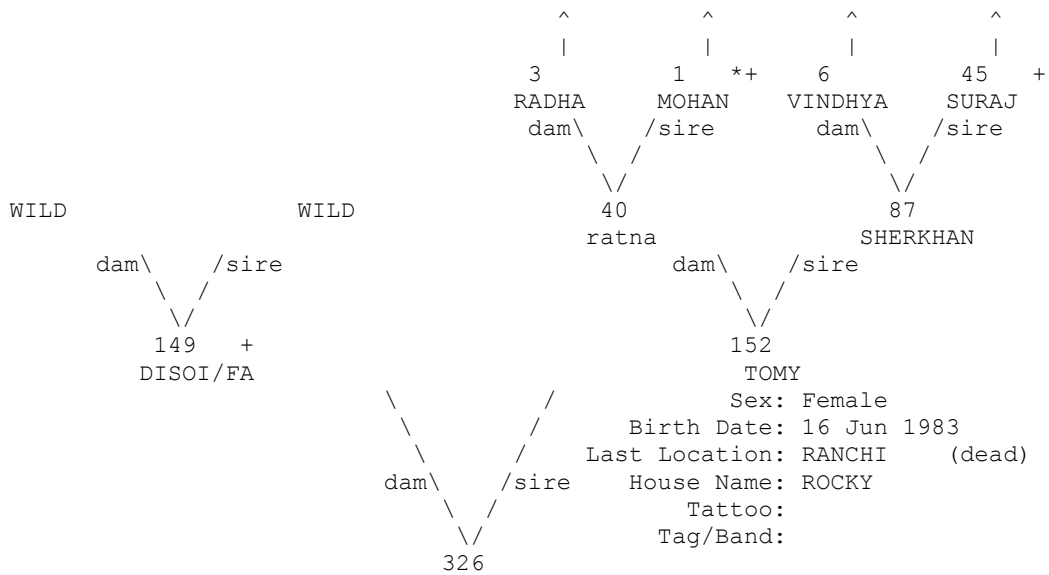 ^ ^ ^ ^
| | | |
3 1 *+ 6 45 +
RADHA MOHAN VINDHYA SURAJ
dam\ /sire dam\ /sire
\ / \ /
\/ \/
WILD WILD 40 87
ratna SHERKHAN
dam\ /sire dam\ /sire
\ / \ /
\/ \/
149 + 152
DISOI/FA TOMY
\ / Sex: Female
\ / Birth Date: 16 Jun 1983
\ / Last Location: RANCHI (dead)
dam\ /sire House Name: ROCKY
\ / Tattoo:
\/ Tag/Band:
326